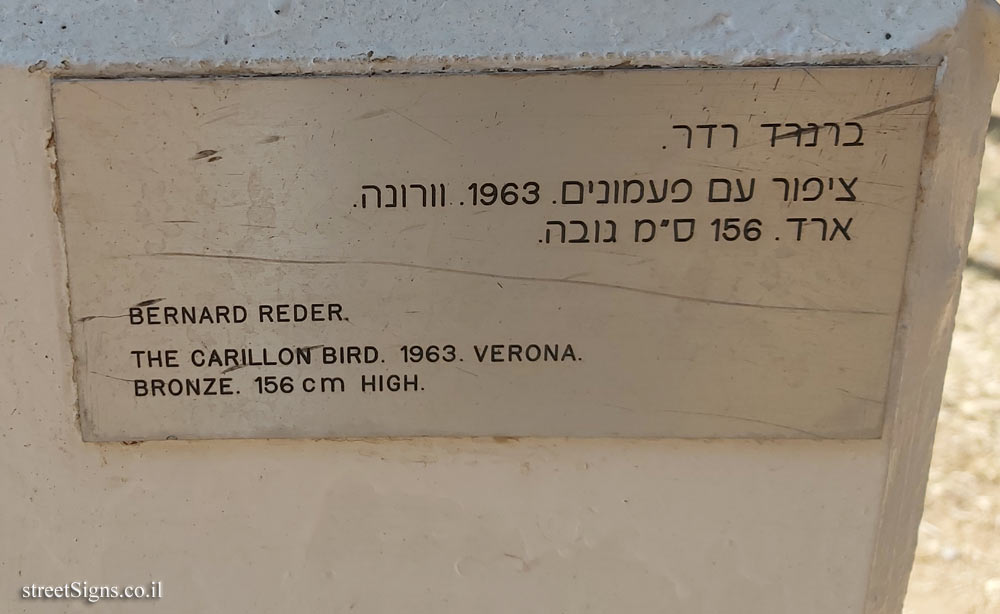 ברנרד רדר.
ציפור עם פעמונים. 1963. וורונה.
ארד. 156 ס"מ גובה.
BERNARD REDER.
THE CARILLON BIRD. 1963. VERONA.
BRONZE. 156 cm HIGH.
streetSigns.co.il